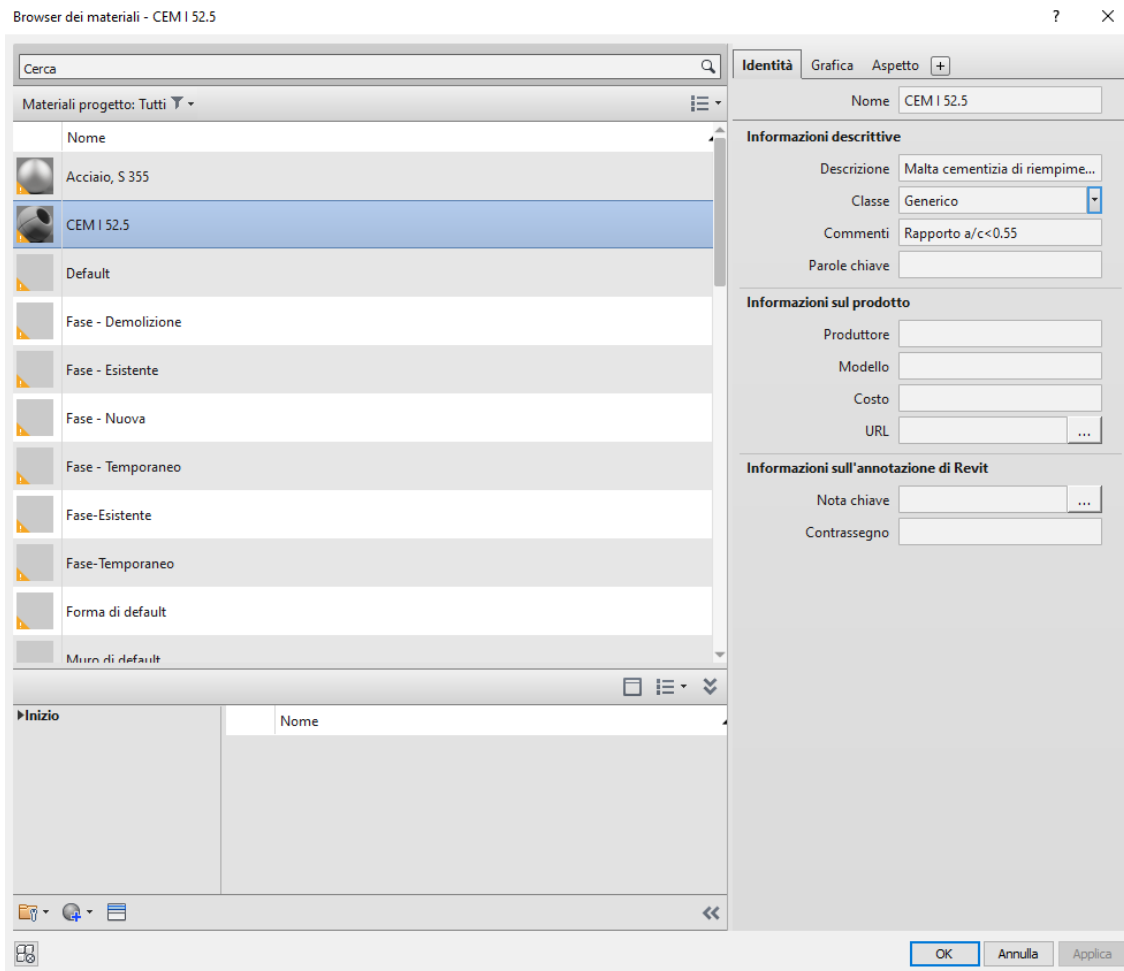 Browser dei materiali - CEM I 52.5
?
Cerca
Materiali progetto: Tutti
Nome
Acciaio, S 355
CEM I 52.5
Default
Fase - Demolizione
Fase - Esistente
Fase - Nuova
Fase - Temporaneo
Fase-Esistente
Fase-Temporaneo
Forma di default
Muro di default
Inizio
Nome
Identità Grafica Aspetto +
Nome CEM I 52.5
Informazioni descrittive
Descrizione Malta cementizia di riempime...
Classe Generico
Commenti Rapporto a/c<0.55
Parole chiave
Informazioni sul prodotto
Produttore
Modello
Costo
URL ...
Informazioni sull'annotazione di Revit
Nota chiave ...
Contrassegno
OK Annulla Applica